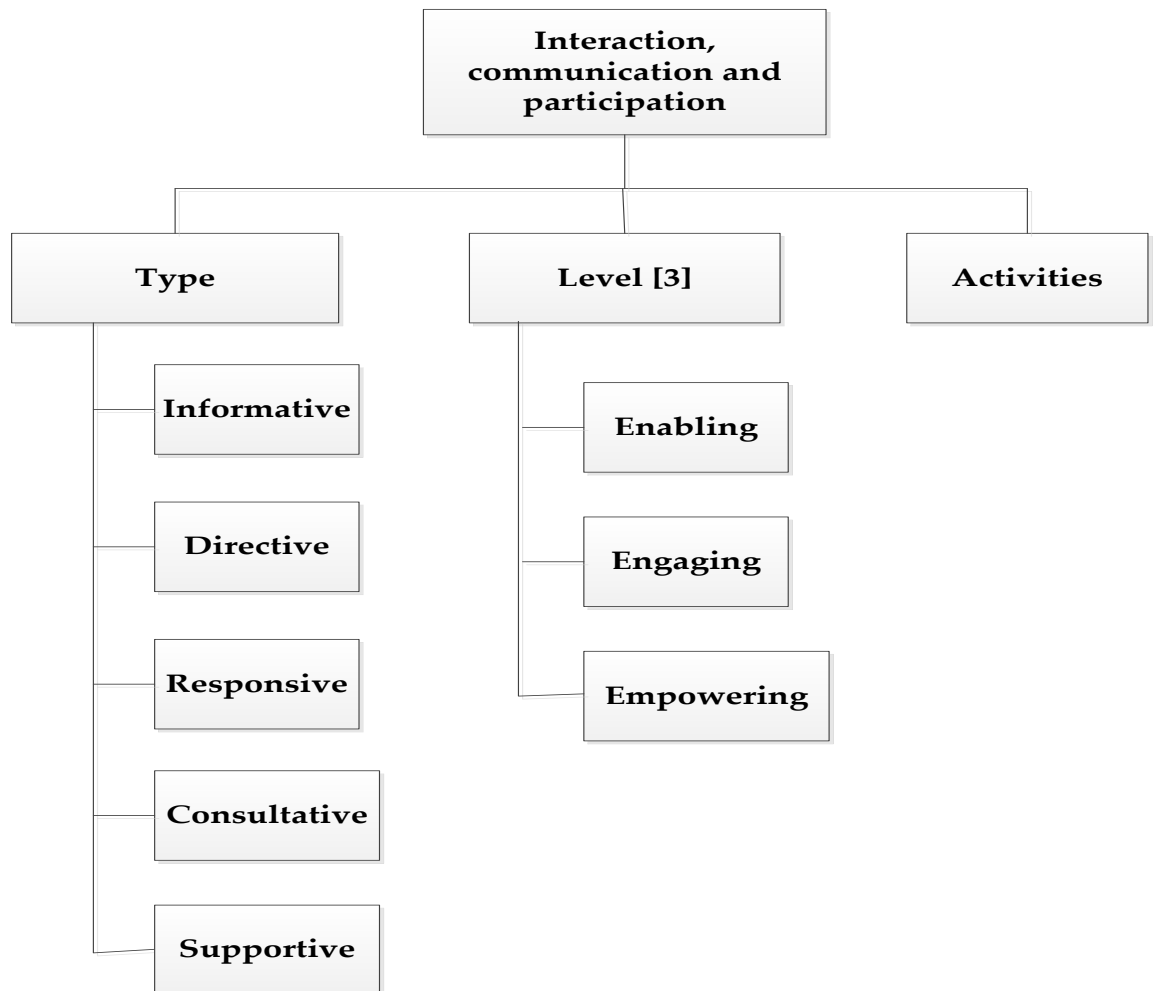 Interaction,
communication and
participation
Type
Level [3]
Activities
Informative
Directive
Responsive
Consultative
Supportive
Enabling
Engaging
Empowering